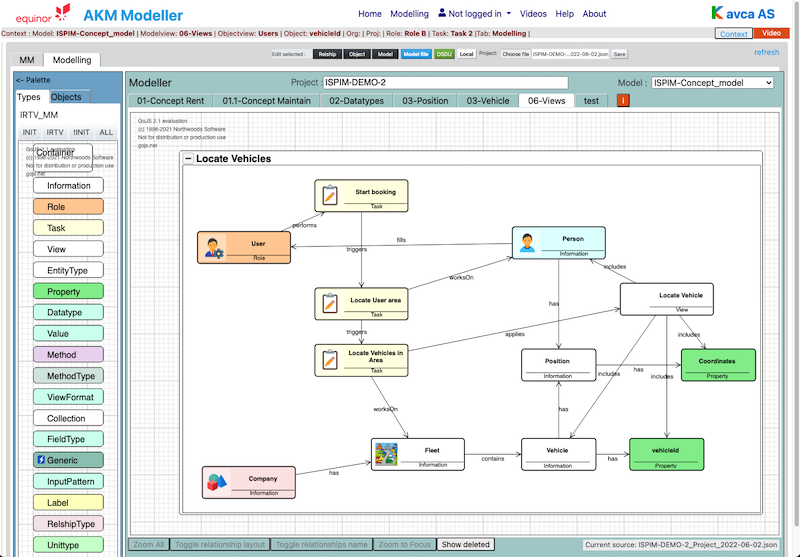 equinor
AKM Modeller
Home Modelling Not logged in Videos Help About
Kavca AS
Context : Model: ISPIM-Concept_model | Modelview: 06-Views | Objectview: Users | Object: vehicleId | Org: | Proj: | Role: Role B | Task: Task 2 |Tab: Modelling |
Context Video
MM Modelling
Edit selected : Relship Object Model Model file OSDU Local Project: Choose file ISPIM-DEMO-...022-06-02.json Save
refresh
<- Palette
Types Objects
IRTV_MM
INIT IRTV !INIT ALL
GoJS 2.1 evaluation
(c) 1998-2021 Northwoods Software
Not for distribution or production use
gojs.net
Container
Information
Role
Task
View
EntityType
Property
Datatype
Value
Method
MethodType
ViewFormat
Collection
FieldType
Generic
InputPattern
Label
RelshipType
Unittype
Modeller
Project : ISPIM-DEMO-2
Model : ISPIM-Concept_model
01-Concept Rent 01.1-Concept Maintain 02-Datatypes 03-Position 03-Vehicle 06-Views test i
GoJS 2.1 evaluation
(c) 1998-2021 Northwoods Software
Not for distribution or production use
gojs.net
Locate Vehicles
Start booking
Task
performs
User
Role
triggers
fills
Person
Information
includes
worksOn
Locate User area
Task
Locate Vehicle
View
has
triggers
applies
includes
Locate Vehicles in
Area
Task
Position
Information
includes
has
includes
Coordinates
Property
worksOn
has
Fleet
Information
contains
Vehicle
Information
has
vehicleId
Property
Company
Information
has
Zoom All Toggle relationship layout Toggle relationships name Zoom to Focus Show deleted
Current source: ISPIM-DEMO-2_Project_2022-06-02.json